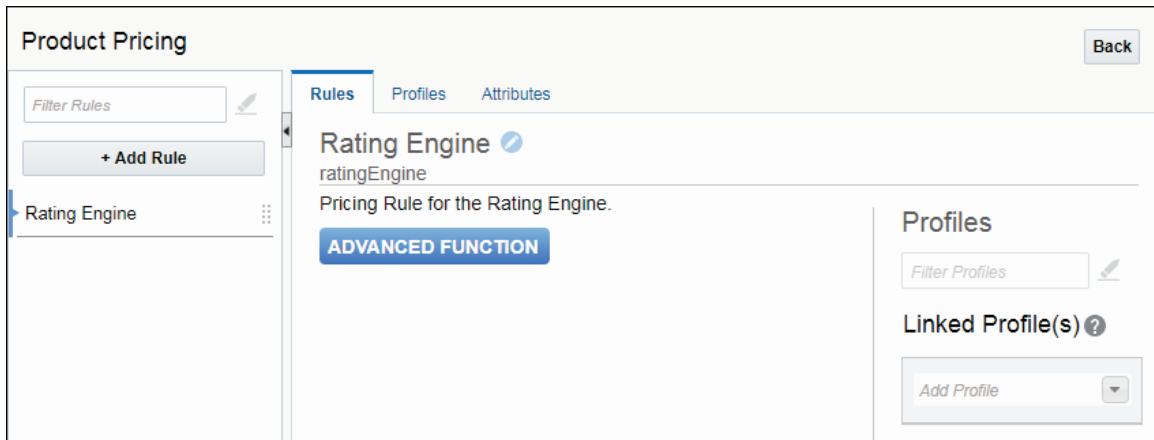 Product Pricing
Back
Filter Rules
+ Add Rule
Rating Engine
Rules Profiles Attributes
Rating Engine
ratingEngine
Pricing Rule for the Rating Engine.
ADVANCED FUNCTION
Profiles
Filter Profiles
Linked Profile(s) ?
Add Profile